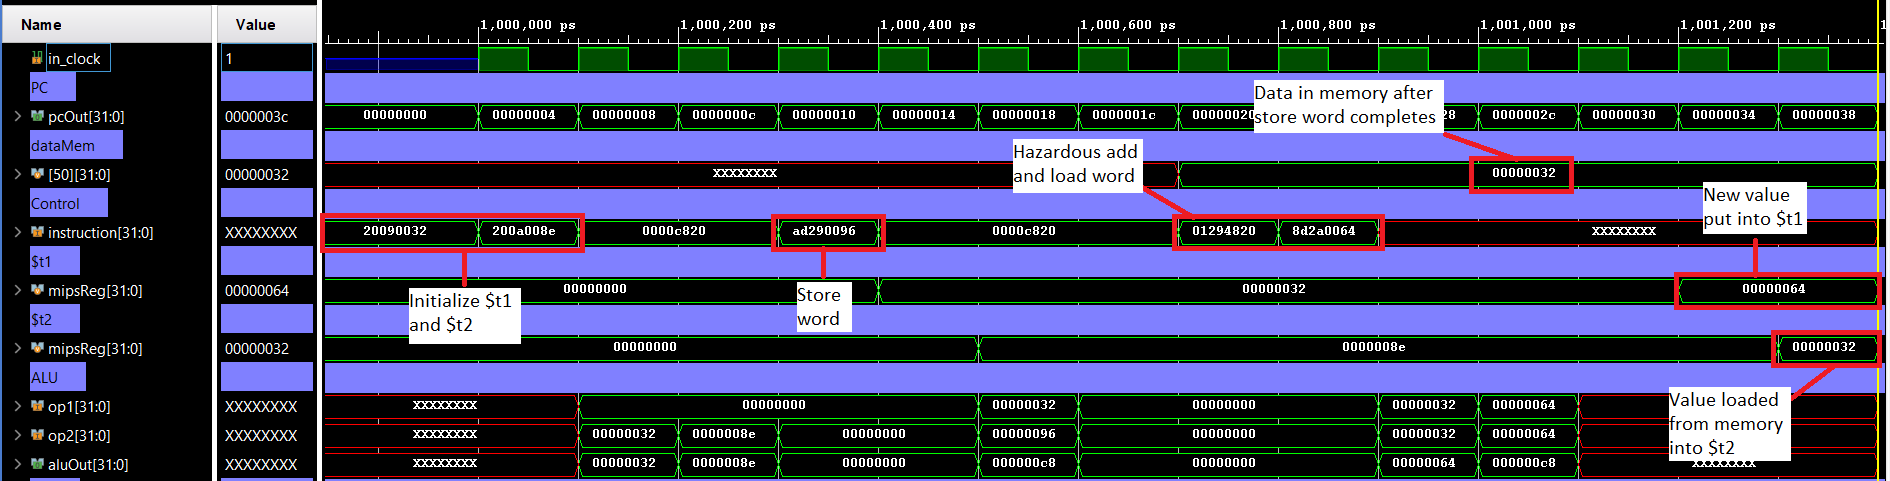 Name Value 1,000,000 ps 1,000,200 ps 1,000,400 ps 1,000,600 ps 1,000,800 ps 1,001,000 ps 1,001,200 ps
in_clock 1
PC
Data in memory after
store word completes
pcOut[31:0] 0000003c 00000000 00000004 00000008 0000000c 00000010 00000014 00000018 0000001c 00000020 28 0000002c 00000030 00000034 00000038
dataMem
Hazardous add
and load word
[50][31:0] 00000032 XXXXXXXX 00000032
Control
New value
put into $t1
instruction[31:0] XXXXXXXX 20090032 200a008e 0000c820 ad290096 0000c820 01294820 8d2a0064 XXXXXXXX
$t1
mipsReg[31:0] 00000064 00000000 00000032 00000064
Initialize $t1
and $t2
Store
word
$t2
mipsReg[31:0] 00000032 00000000 0000008e 00000032
ALU
op1[31:0] XXXXXXXX XXXXXXXX 00000000 00000032 00000000 00000032 00000064
Value loaded
from memory
into $t2
op2[31:0] XXXXXXXX XXXXXXXX 00000032 0000008e 00000000 00000096 00000000 00000032 00000064
aluOut[31:0] XXXXXXXX XXXXXXXX 00000032 0000008e 00000000 000000c8 00000000 00000064 000000c8 XXXXXXXX